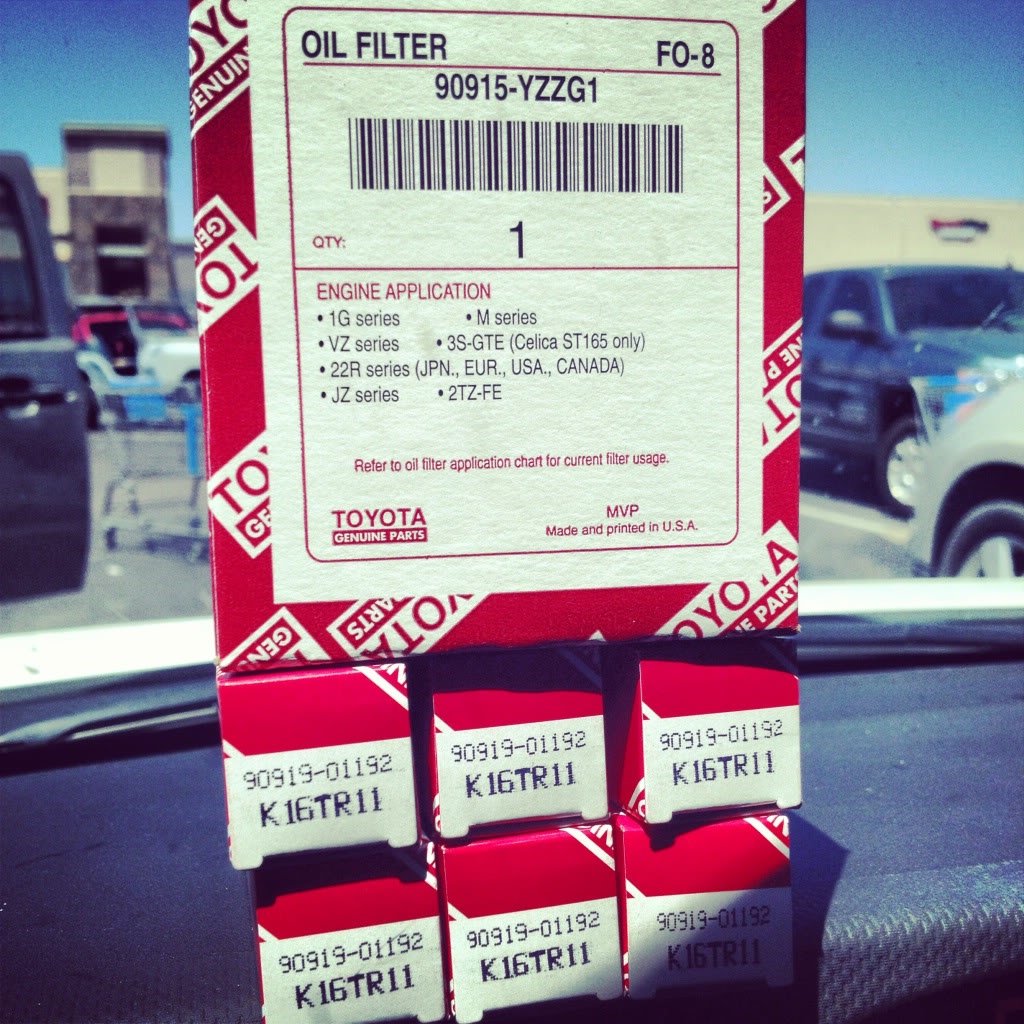 OIL FILTER FO-8
90915-YZZG1
QTY: 1
ENGINE APPLICATION
• 1G series • M series
• VZ series • 3S-GTE (Celica ST165 only)
• 22R series (JPN., EUR., USA., CANADA)
• JZ series • 2TZ-FE
Refer to oil filter application chart for current filter usage.
TOYOTA
GENUINE PARTS
MVP
Made and printed in U.S.A.
90919-01192
K16TR11
90919-01192
K16TR11
90919-01192
K16TR11
90919-01192
K16TR11
90919-01192
K16TR11
90919-01192
K16TR11